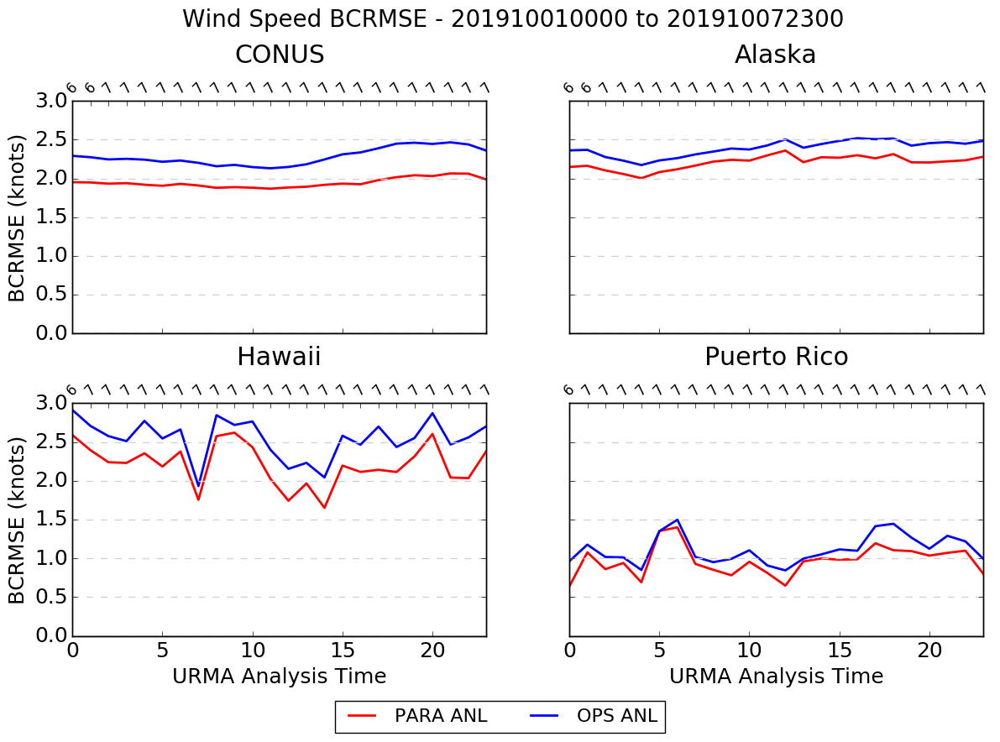 Wind Speed BCRMSE - 201910010000 to 201910072300
CONUS
Alaska
6 6 7 7 7 7 7 7 7 7 7 7 7 7 7 7 7 7 7 7 7 7 7 7
6 6 7 7 7 7 7 7 7 7 7 7 7 7 7 7 7 7 7 7 7 7 7 7
BCRMSE (knots)
3.0
2.5
2.0
1.5
1.0
0.5
0.0
Hawaii
Puerto Rico
6 7 7 7 7 7 7 7 7 7 7 7 7 7 7 7 7 7 7 7 7 7 7 7
6 7 7 7 7 7 7 7 7 7 7 7 7 7 7 7 7 7 7 7 7 7 7 7
BCRMSE (knots)
3.0
2.5
2.0
1.5
1.0
0.5
0.0
0 5 10 15 20
0 5 10 15 20
URMA Analysis Time
URMA Analysis Time
PARA ANL OPS ANL